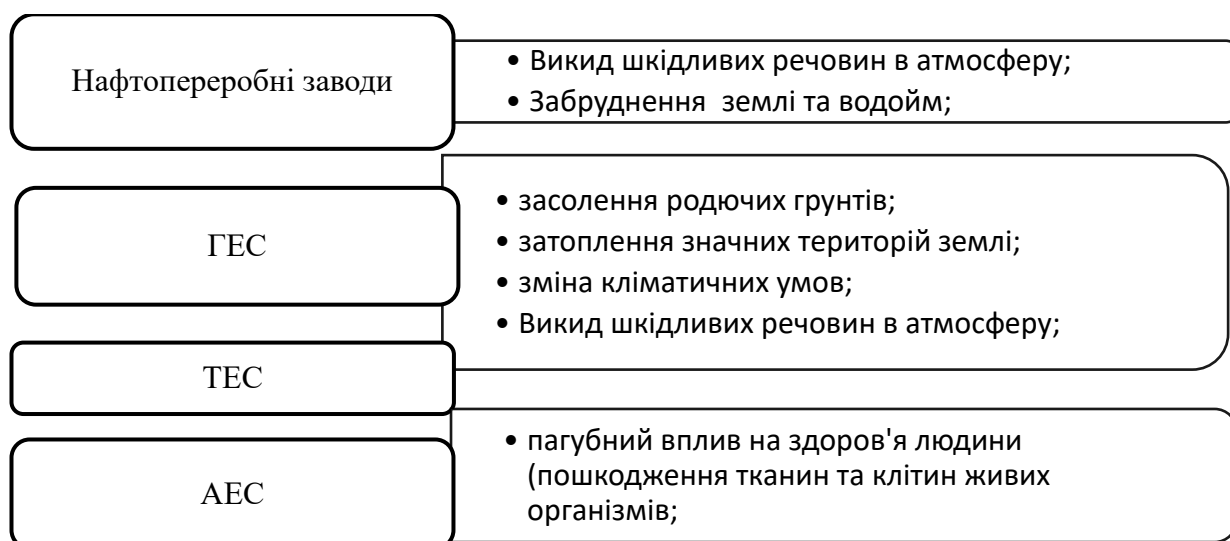 Нафтопереробні заводи
• Викид шкідливих речовин в атмосферу;
• Забруднення землі та водойм;
ГЕС
• засолення родючих грунтів;
• затоплення значних територій землі;
• зміна кліматичних умов;
• Викид шкідливих речовин в атмосферу;
ТЕС
АЕС
• пагубний вплив на здоров'я людини
(пошкодження тканин та клітин живих
організмів;